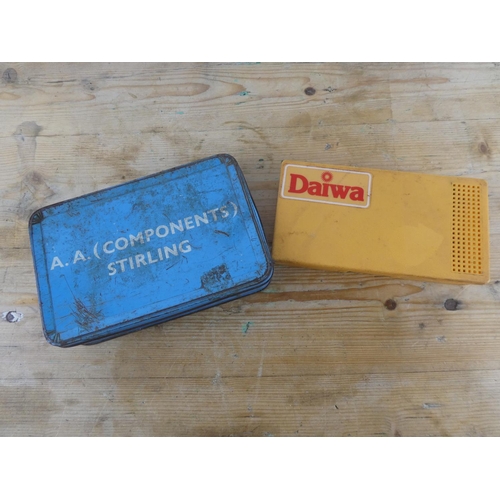 A.A. (COMPONENTS)
STIRLING
Daiwa